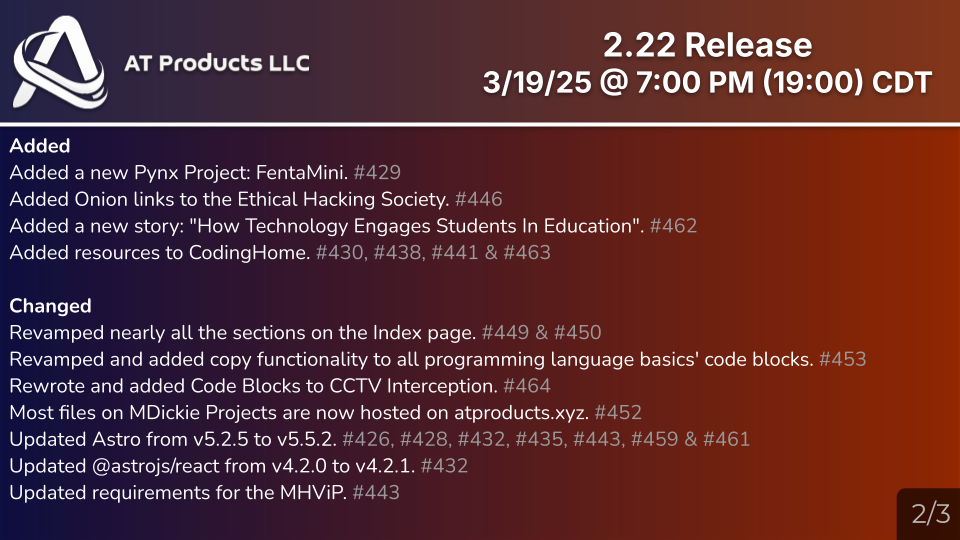 AT Products LLC
2.22 Release
3/19/25 @ 7:00 PM (19:00) CDT
Added
Added a new Pynx Project: FentaMini. #429
Added Onion links to the Ethical Hacking Society. #446
Added a new story: "How Technology Engages Students In Education". #462
Added resources to CodingHome. #430, #438, #441 & #463
Changed
Revamped nearly all the sections on the Index page. #449 & #450
Revamped and added copy functionality to all programming language basics' code blocks. #453
Rewrote and added Code Blocks to CCTV Interception. #464
Most files on MDickie Projects are now hosted on atproducts.xyz. #452
Updated Astro from v5.2.5 to v5.5.2. #426, #428, #432, #435, #443, #459 & #461
Updated @astrojs/react from v4.2.0 to v4.2.1. #432
Updated requirements for the MHViP. #443
2/3